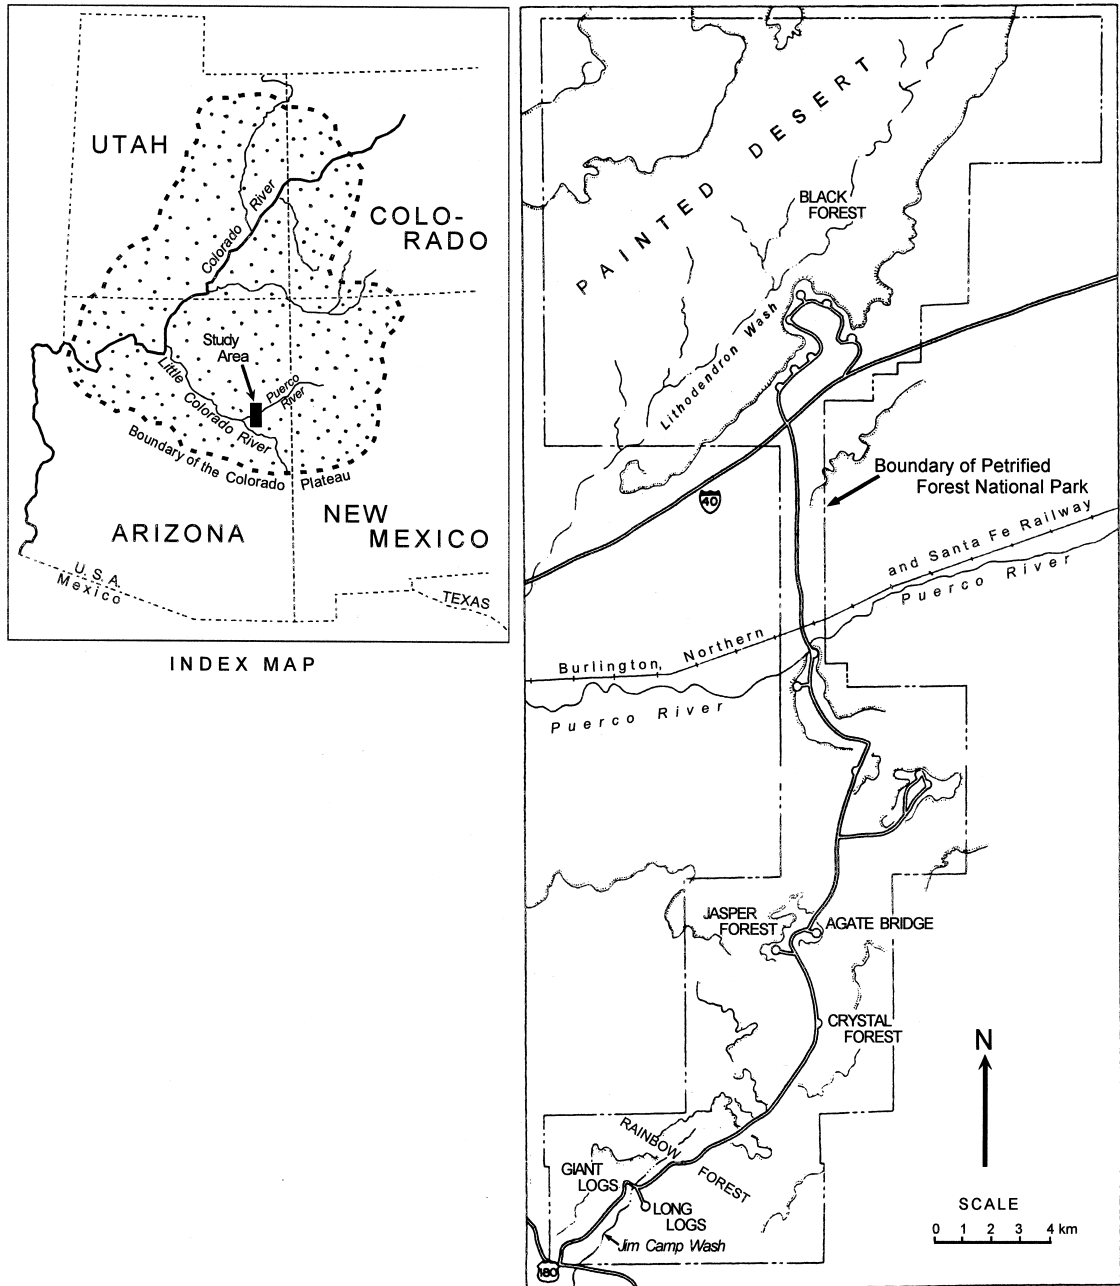 UTAH
COLO-
RADO
Colorado River
Study
Area
Puerco
River
Little Colorado River
Boundary of the Colorado Plateau
ARIZONA
NEW
MEXICO
U. S. A.
Mexico
TEXAS
INDEX MAP
PAINTED DESERT
BLACK
FOREST
Lithodendron Wash
40
Boundary of Petrified
Forest National Park
Burlington Northern and Santa Fe Railway
Puerco River
Puerco River
JASPER
FOREST
AGATE BRIDGE
CRYSTAL
FOREST
RAINBOW FOREST
GIANT
LOGS
LONG
LOGS
Jim Camp Wash
180
N
SCALE
0 1 2 3 4 km